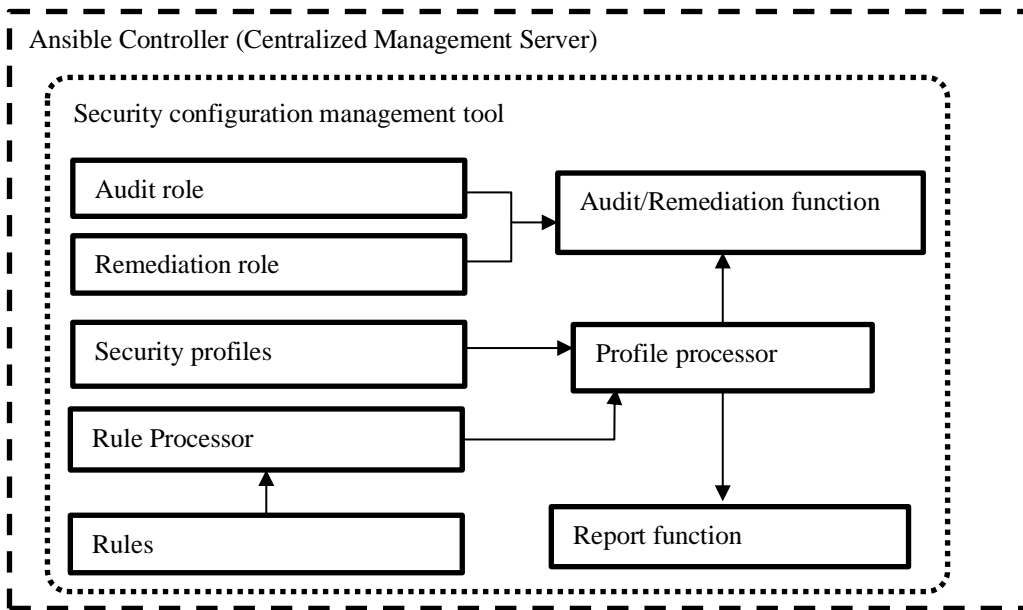 Ansible Controller (Centralized Management Server)
Security configuration management tool
Audit role
Audit/Remediation function
Remediation role
Security profiles
Profile processor
Rule Processor
Rules
Report function